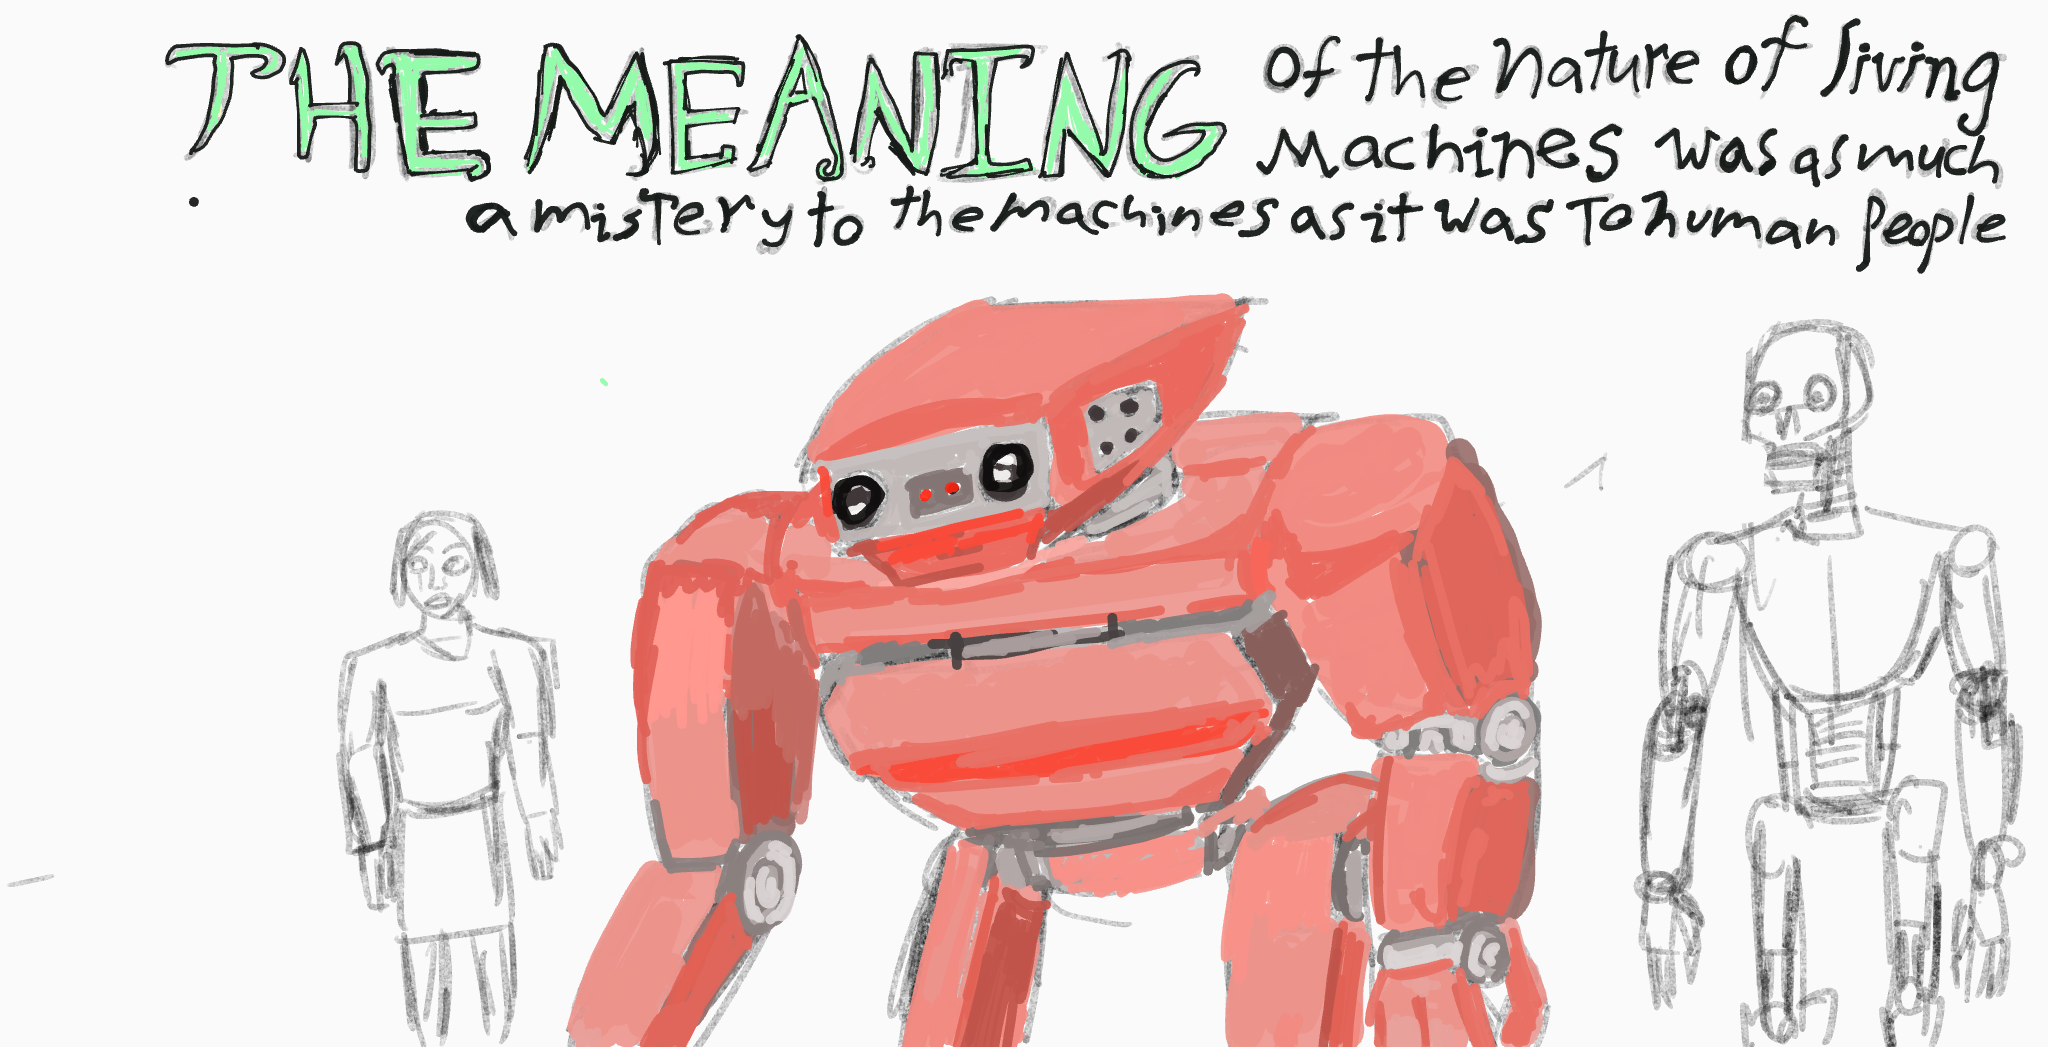 THE MEANING of the nature of living
Machines was as much
a mistery to the machines as it was To human people